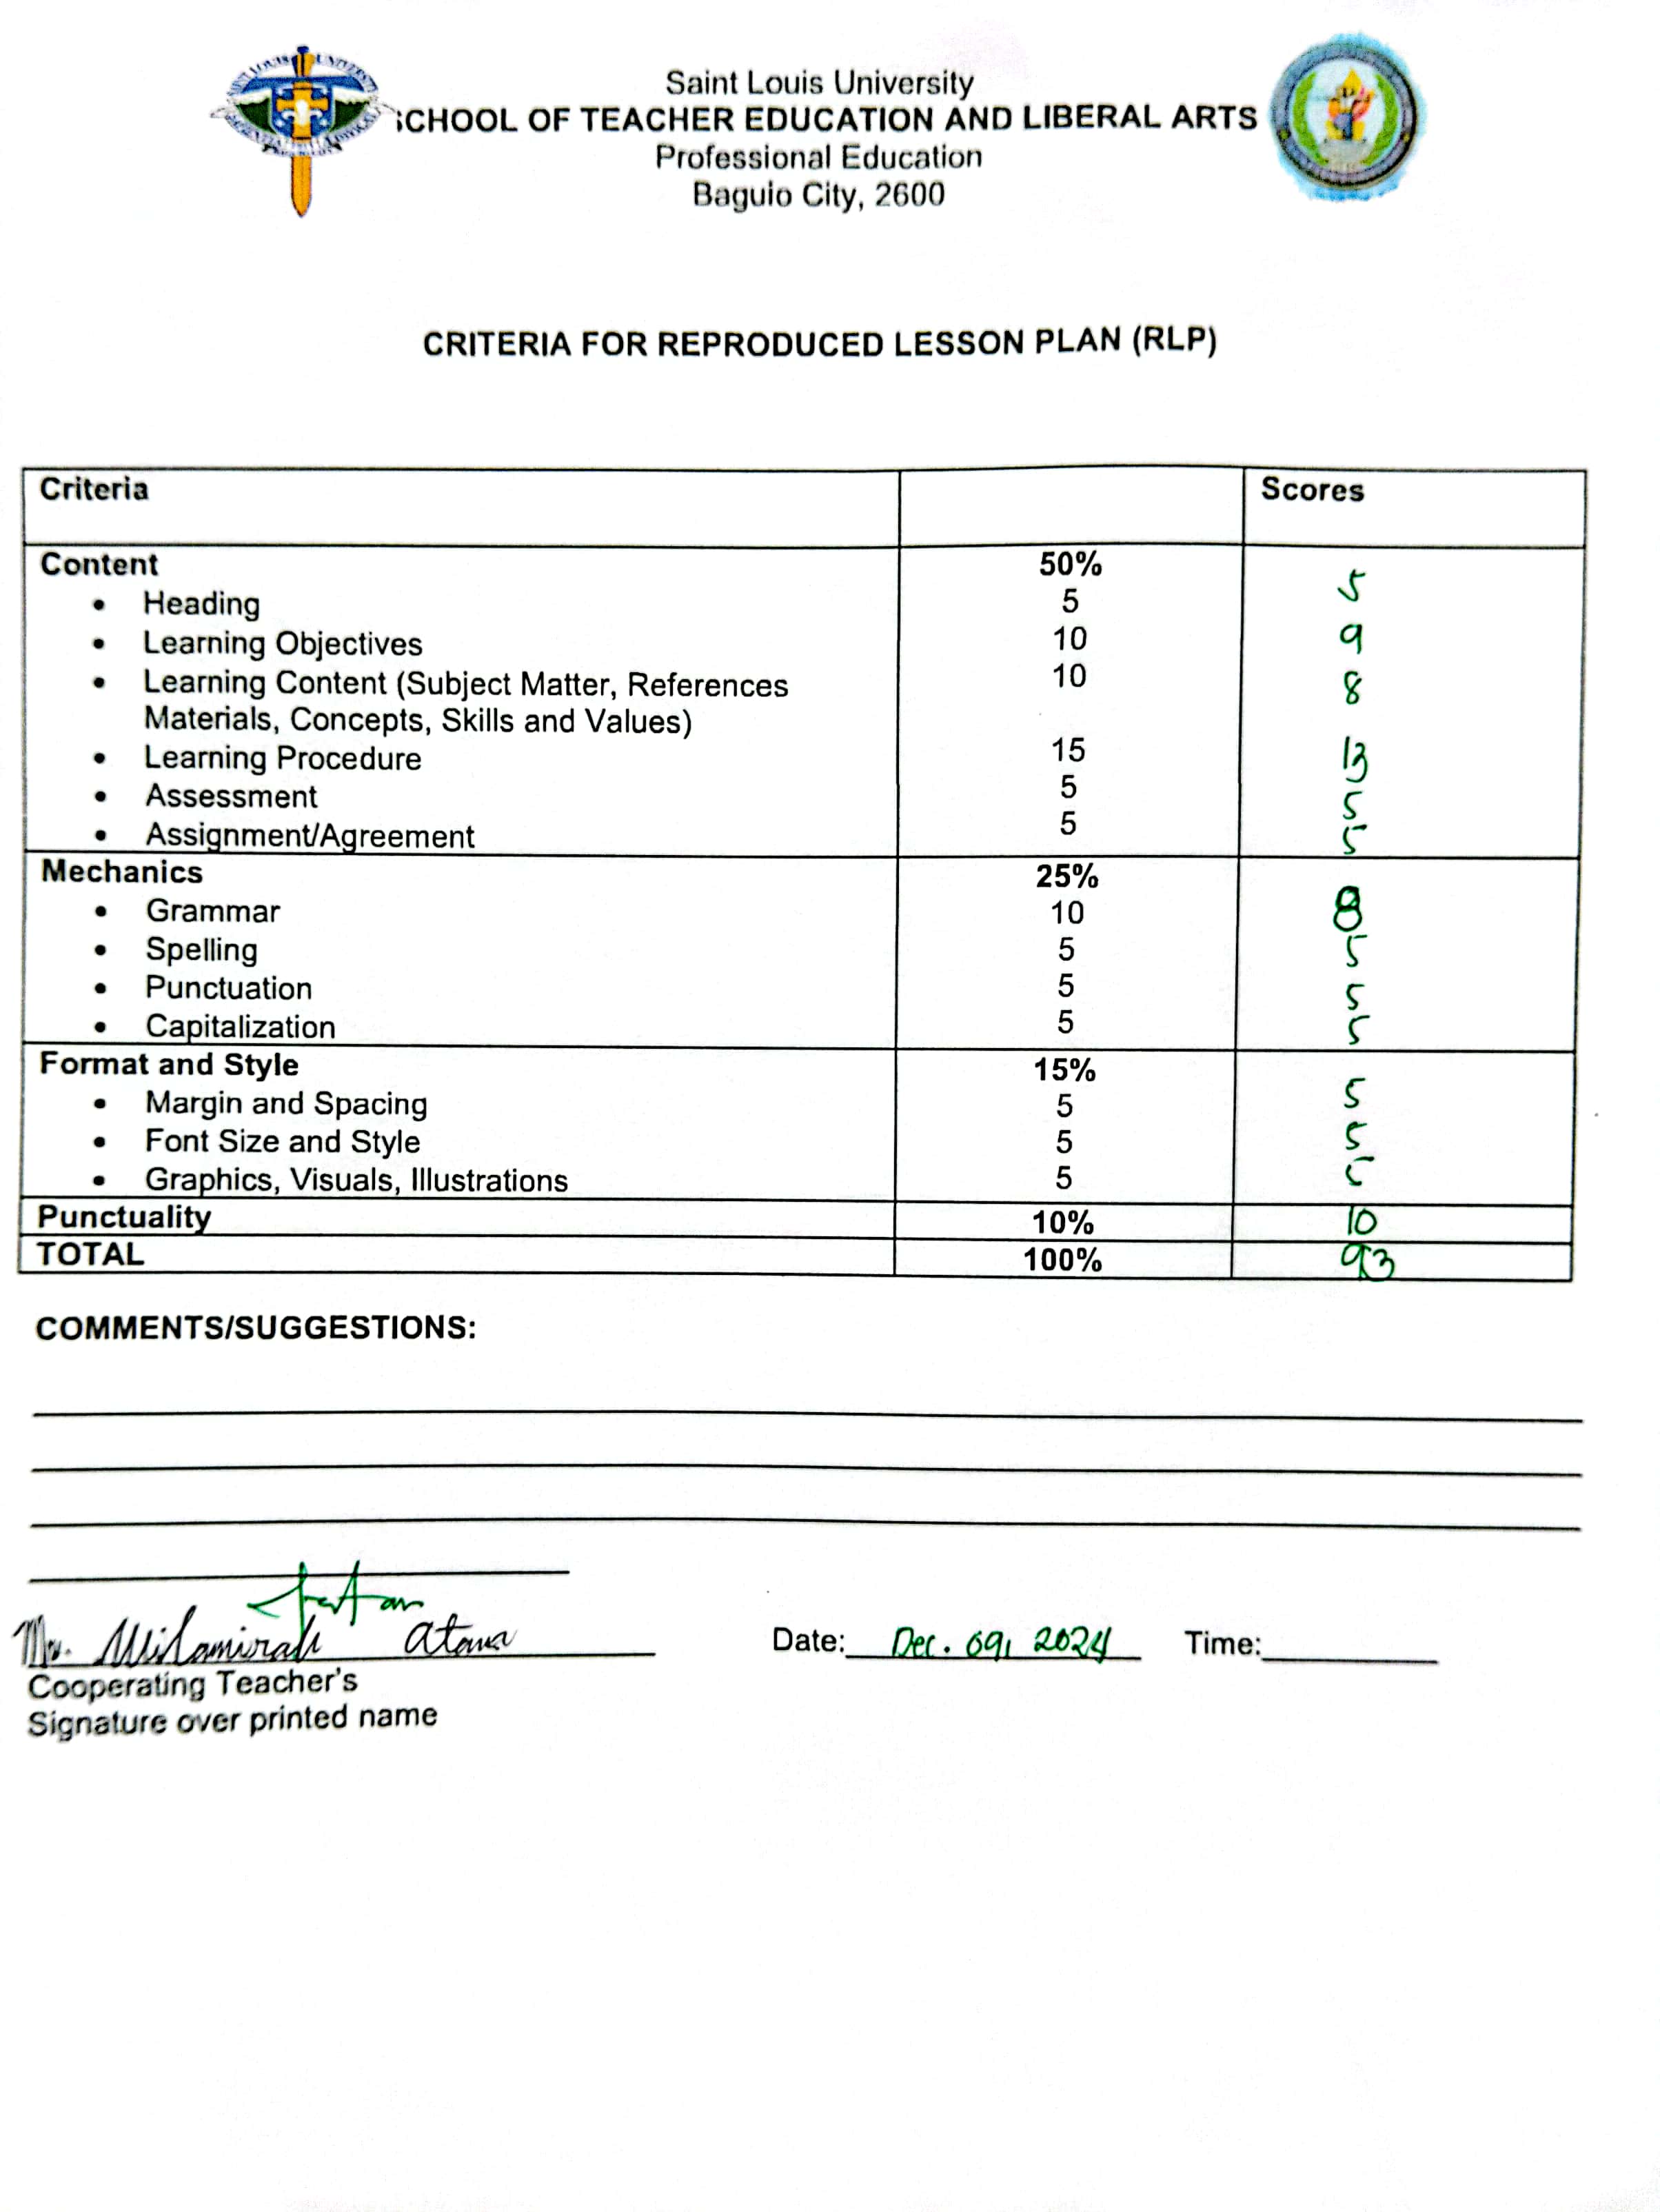 Saint Louis University
SCHOOL OF TEACHER EDUCATION AND LIBERAL ARTS
Professional Education
Baguio City, 2600
CRITERIA FOR REPRODUCED LESSON PLAN (RLP)
Criteria Scores
Content 50%
• Heading 5 5
• Learning Objectives 10 9
• Learning Content (Subject Matter, References 10 8
Materials, Concepts, Skills and Values)
• Learning Procedure 15 13
• Assessment 5 5
• Assignment/Agreement 5 5
Mechanics 25%
• Grammar 10 8
• Spelling 5 5
• Punctuation 5 5
• Capitalization 5 5
Format and Style 15%
• Margin and Spacing 5 5
• Font Size and Style 5 5
• Graphics, Visuals, Illustrations 5 5
Punctuality 10% 10
TOTAL 100% 93
COMMENTS/SUGGESTIONS:
Date: Dec. 09, 2024 Time:
Cooperating Teacher's
Signature over printed name